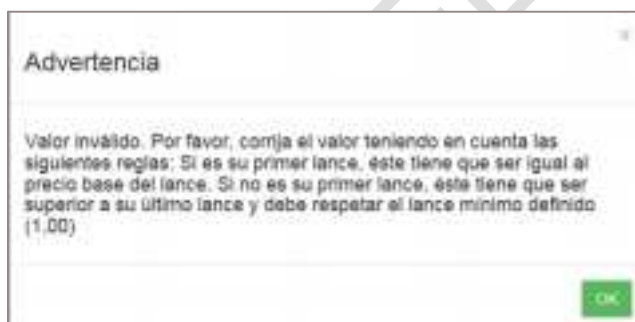 Advertencia
Valor inválido. Por favor, corrija el valor teniendo en cuenta las
siguientes reglas: Si es su primer lance, éste tiene que ser igual al
precio base del lance. Si no es su primer lance, éste tiene que ser
superior a su último lance y debe respetar el lance mínimo definido
(1,00)
OK